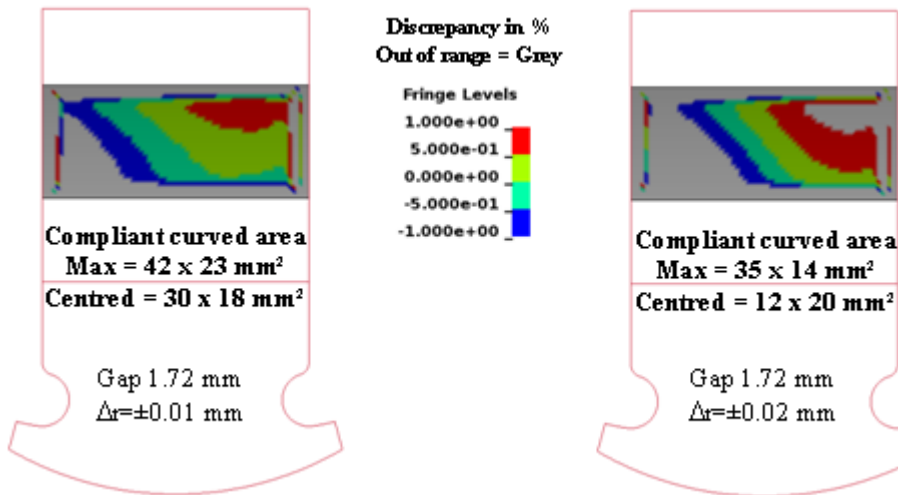 Discrepancy in %
Out of range = Grey
Fringe Levels
1.000e+00
5.000e-01
0.000e+00
-5.000e-01
-1.000e+00
Compliant curved area
Max = 42 x 23 mm²
Centred = 30 x 18 mm²
Gap 1.72 mm
Δr=±0.01 mm
Compliant curved area
Max = 35 x 14 mm²
Centred = 12 x 20 mm²
Gap 1.72 mm
Δr=±0.02 mm